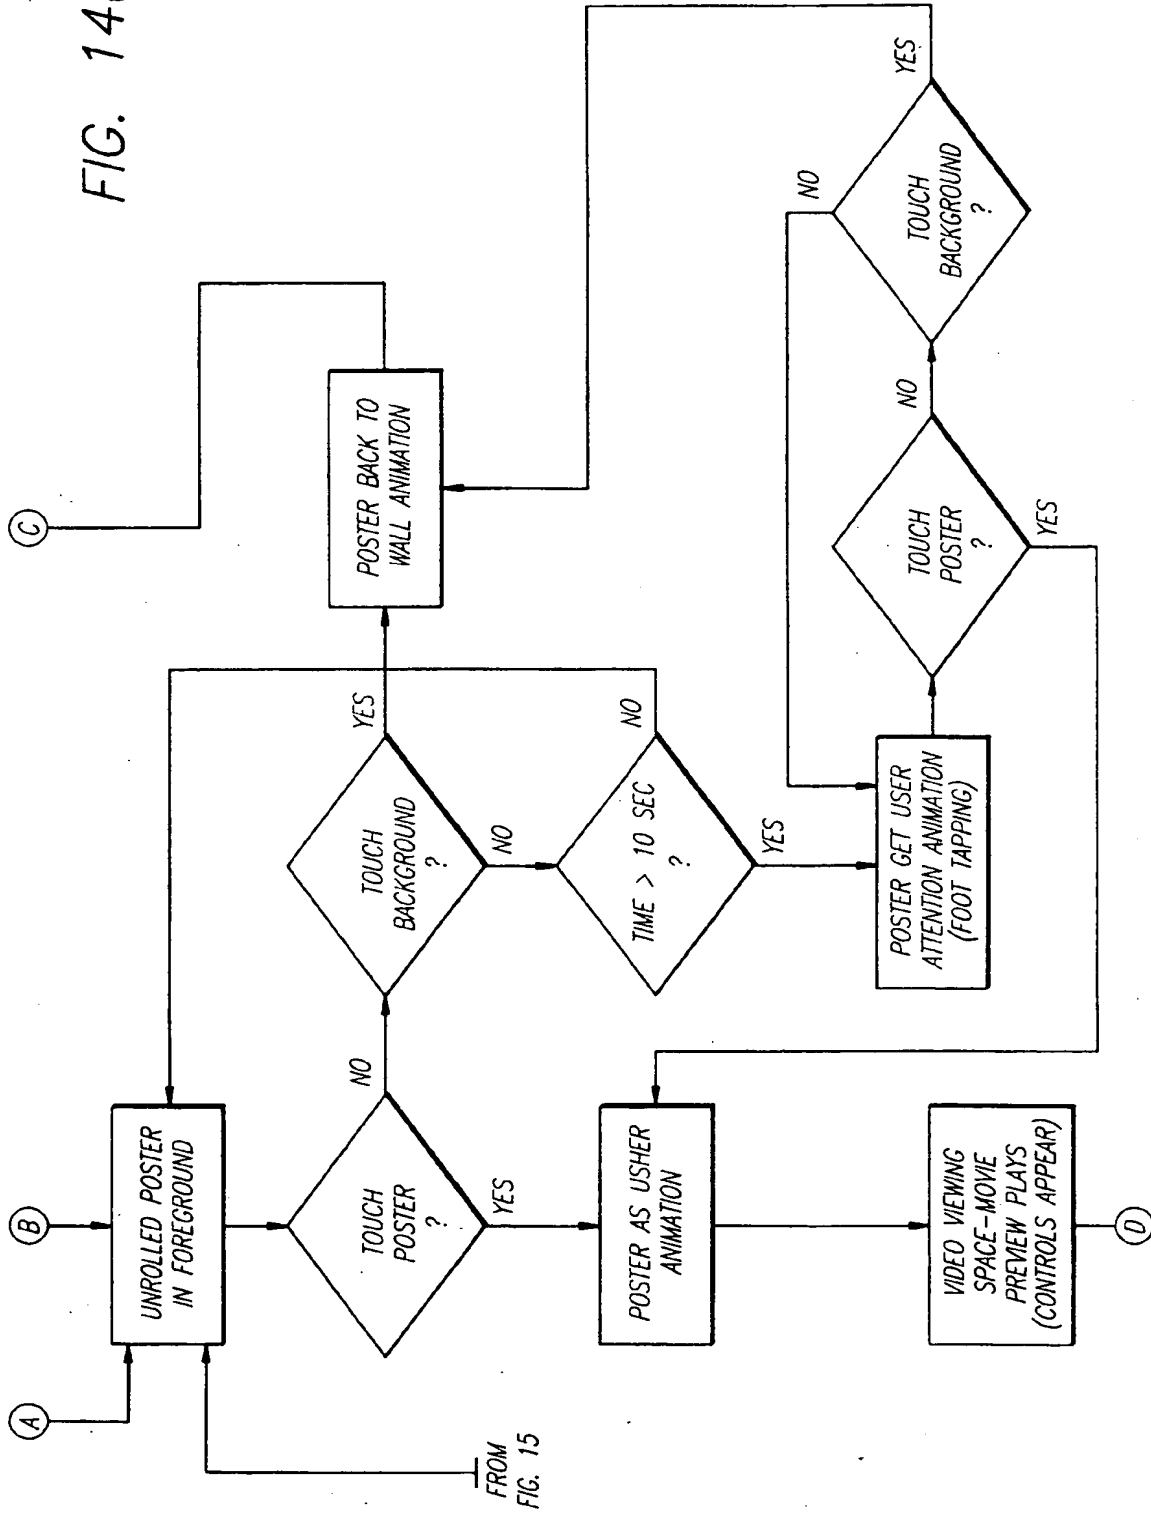 FIG. 14
C
B
A
UNROLLED POSTER
IN FOREGROUND
FROM
FIG. 15
TOUCH
POSTER
?
NO
YES
TOUCH
BACKGROUND
?
YES
NO
POSTER BACK TO
WALL ANIMATION
TIME > 10 SEC
?
NO
YES
POSTER AS USHER
ANIMATION
POSTER GET USER
ATTENTION ANIMATION
(FOOT TAPPING)
TOUCH
POSTER
?
NO
YES
TOUCH
BACKGROUND
?
NO
YES
VIDEO VIEWING
SPACE-MOVIE
PREVIEW PLAYS
(CONTROLS APPEAR)
D